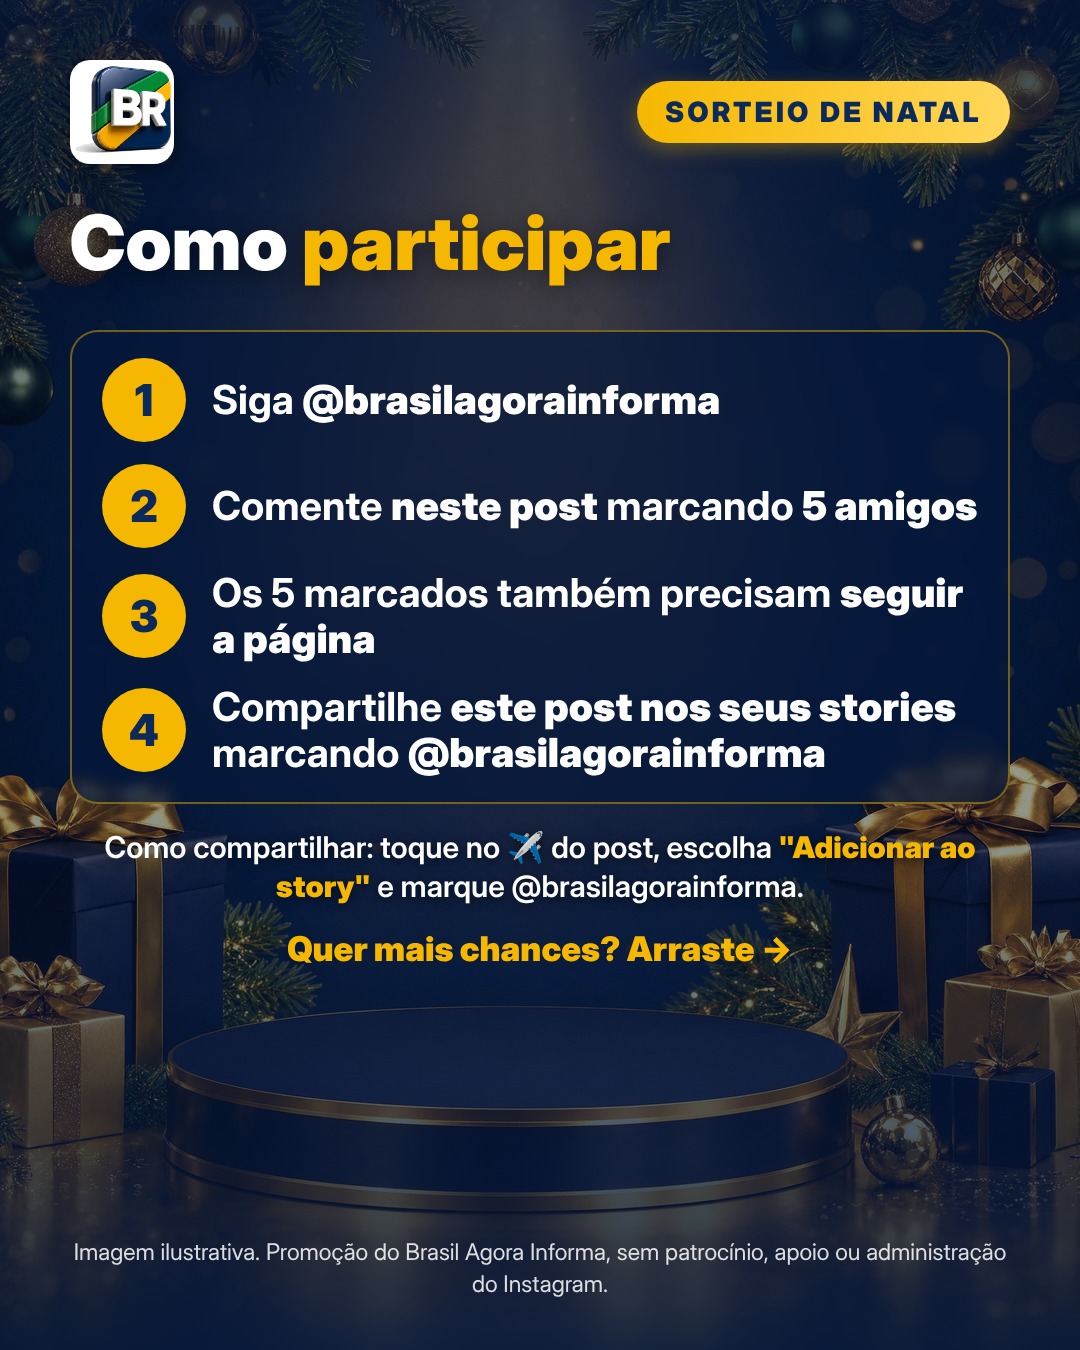 BR
SORTEIO DE NATAL
Como participar
1 Siga @brasilagorainforma
2 Comente neste post marcando 5 amigos
3 Os 5 marcados também precisam seguir
a página
4 Compartilhe este post nos seus stories
marcando @brasilagorainforma
Como compartilhar: toque no ✈️ do post, escolha "Adicionar ao
story" e marque @brasilagorainforma.
Quer mais chances? Arraste →
Imagem ilustrativa. Promoção do Brasil Agora Informa, sem patrocínio, apoio ou administração
do Instagram.